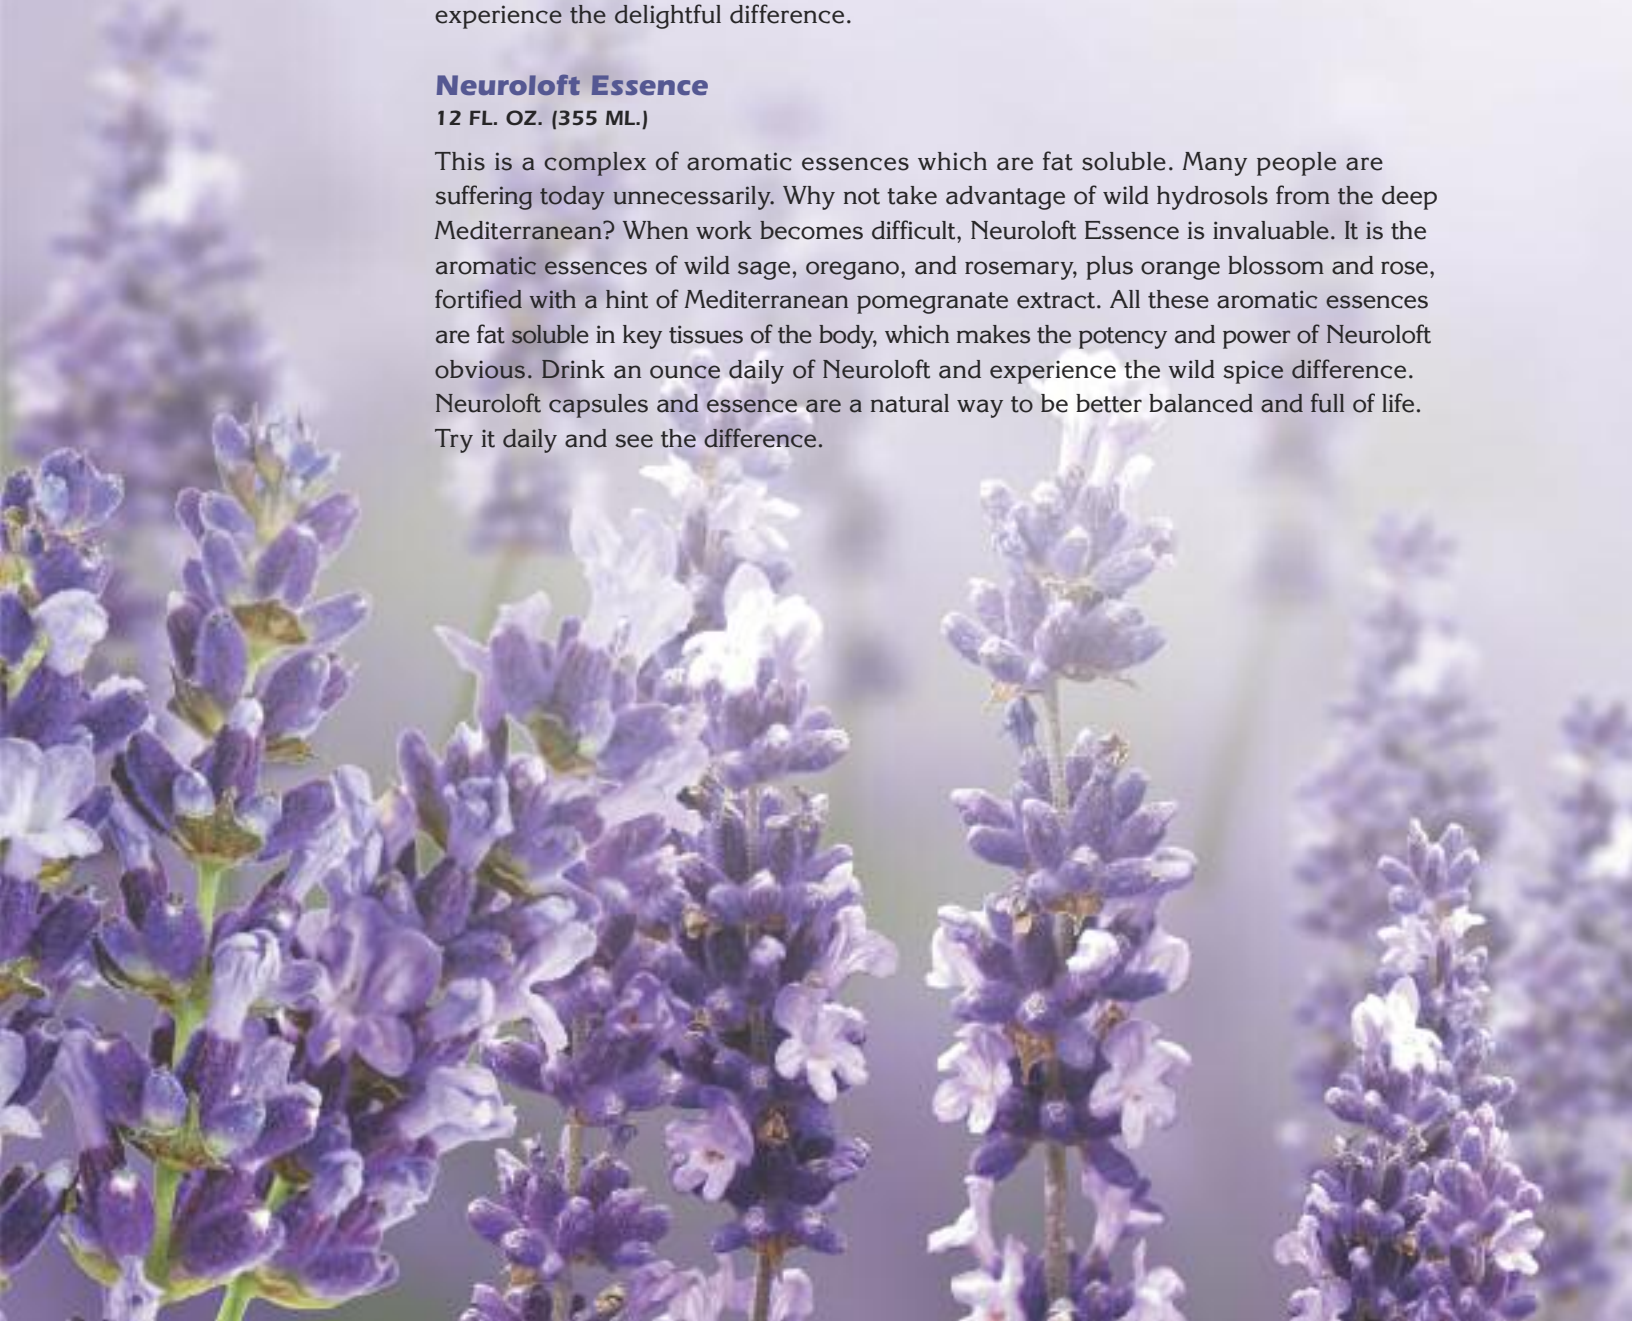 experience the delightful difference.
Neuroloft Essence
12 FL. OZ. (355 ML.)
This is a complex of aromatic essences which are fat soluble. Many people are
suffering today unnecessarily. Why not take advantage of wild hydrosols from the deep
Mediterranean? When work becomes difficult, Neuroloft Essence is invaluable. It is the
aromatic essences of wild sage, oregano, and rosemary, plus orange blossom and rose,
fortified with a hint of Mediterranean pomegranate extract. All these aromatic essences
are fat soluble in key tissues of the body, which makes the potency and power of Neuroloft
obvious. Drink an ounce daily of Neuroloft and experience the wild spice difference.
Neuroloft capsules and essence are a natural way to be better balanced and full of life.
Try it daily and see the difference.